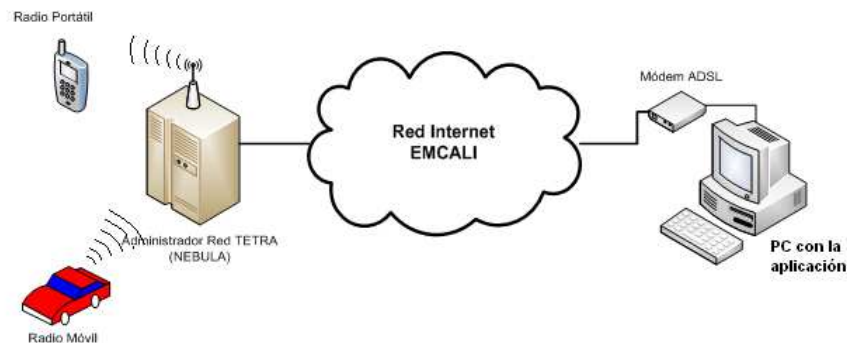 Radio Portátil
Módem ADSL
Red Internet
EMCALI
Administrador Red TETRA
(NEBULA)
PC con la
aplicación
Radio Móvil